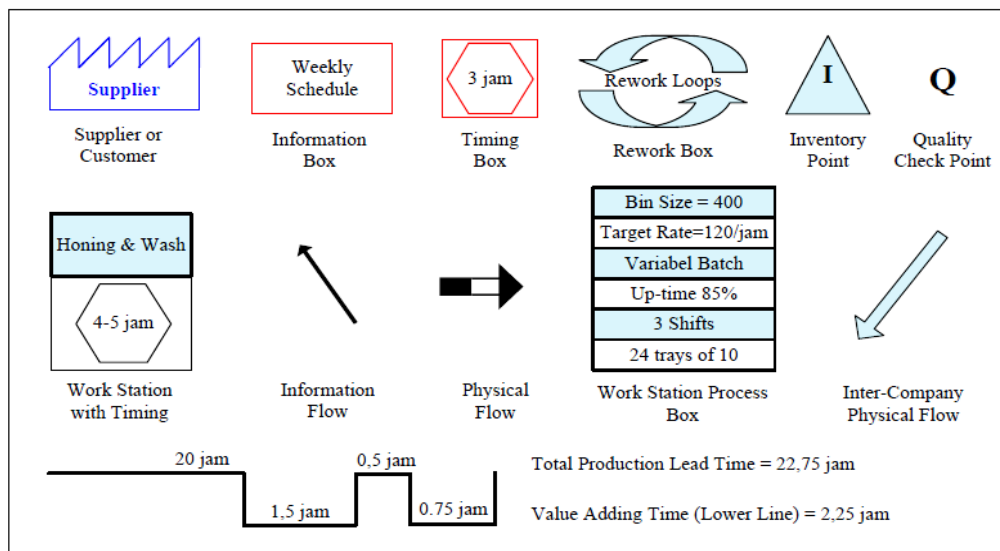 Supplier
Weekly
Schedule
3 jam
Rework Loops
I
Q
Supplier or
Customer
Information
Box
Timing
Box
Rework Box
Inventory
Point
Quality
Check Point
Honing & Wash
4-5 jam
Bin Size = 400
Target Rate=120/jam
Variabel Batch
Up-time 85%
3 Shifts
24 trays of 10
Work Station
with Timing
Information
Flow
Physical
Flow
Work Station Process
Box
Inter-Company
Physical Flow
20 jam
0,5 jam
Total Production Lead Time = 22,75 jam
1,5 jam
0.75 jam
Value Adding Time (Lower Line) = 2,25 jam